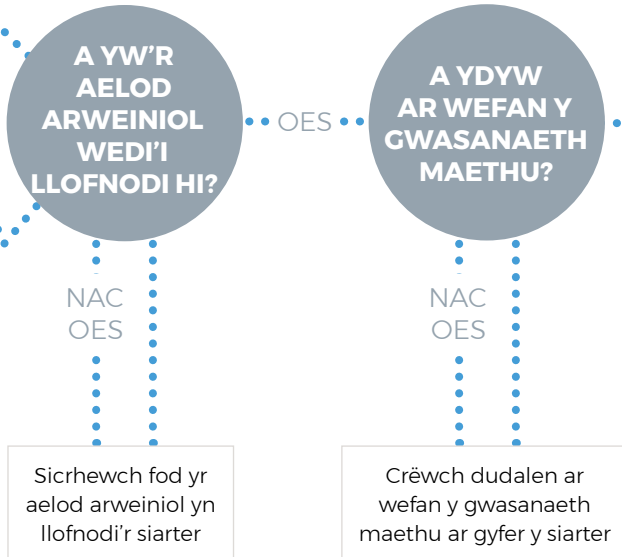 A YW'R
AELOD
ARWEINIOL
WEDI'I
LLOFNODI HI?
OES
A YDYW
AR WEFAN Y
GWASANAETH
MAETHU?
NAC
OES
NAC
OES
Sicrhewch fod yr
aelod arweiniol yn
llofnodi'r siarter
Crëwch dudalen ar
wefan y gwasanaeth
maethu ar gyfer y siarter